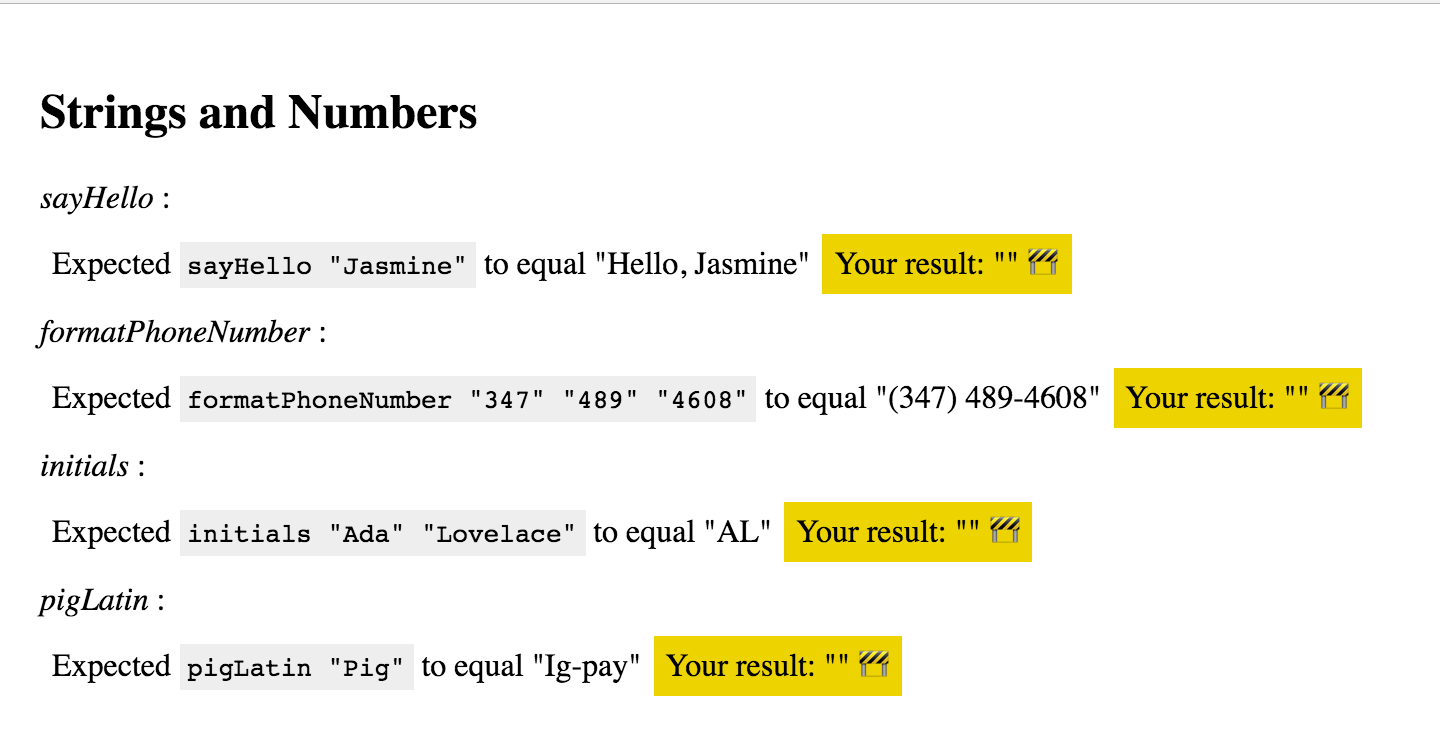 Strings and Numbers
sayHello :
Expected sayHello "Jasmine" to equal "Hello, Jasmine" Your result: "" 🚧
formatPhoneNumber :
Expected formatPhoneNumber "347" "489" "4608" to equal "(347) 489-4608" Your result: "" 🚧
initials :
Expected initials "Ada" "Lovelace" to equal "AL" Your result: "" 🚧
pigLatin :
Expected pigLatin "Pig" to equal "Ig-pay" Your result: "" 🚧